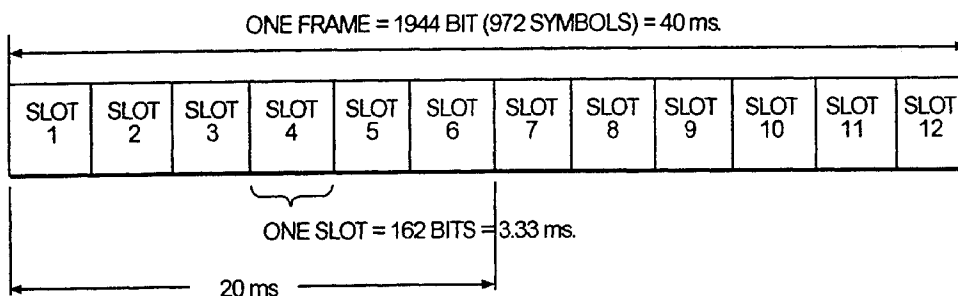 ONE FRAME = 1944 BIT (972 SYMBOLS) = 40 ms.
SLOT 1 SLOT 2 SLOT 3 SLOT 4 SLOT 5 SLOT 6 SLOT 7 SLOT 8 SLOT 9 SLOT 10 SLOT 11 SLOT 12
ONE SLOT = 162 BITS = 3.33 ms.
20 ms